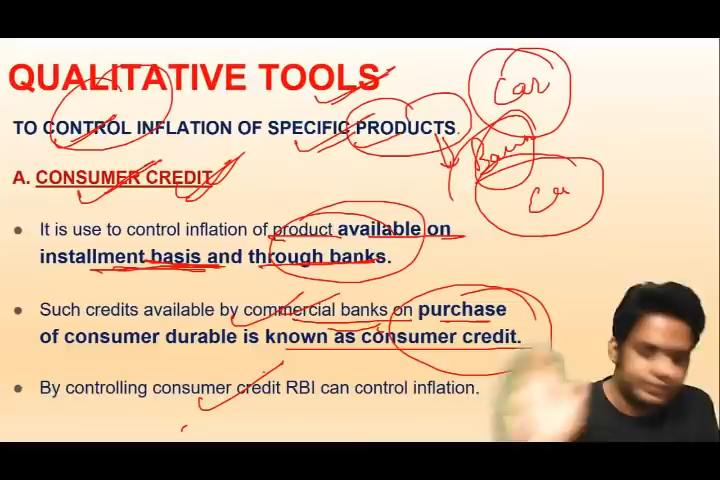 QUALITATIVE TOOLS
Car
TO CONTROL INFLATION OF SPECIFIC PRODUCTS.
A. CONSUMER CREDIT
● It is use to control inflation of product available on
installment basis and through banks.
● Such credits available by commercial banks on purchase
of consumer durable is known as consumer credit.
● By controlling consumer credit RBI can control inflation.